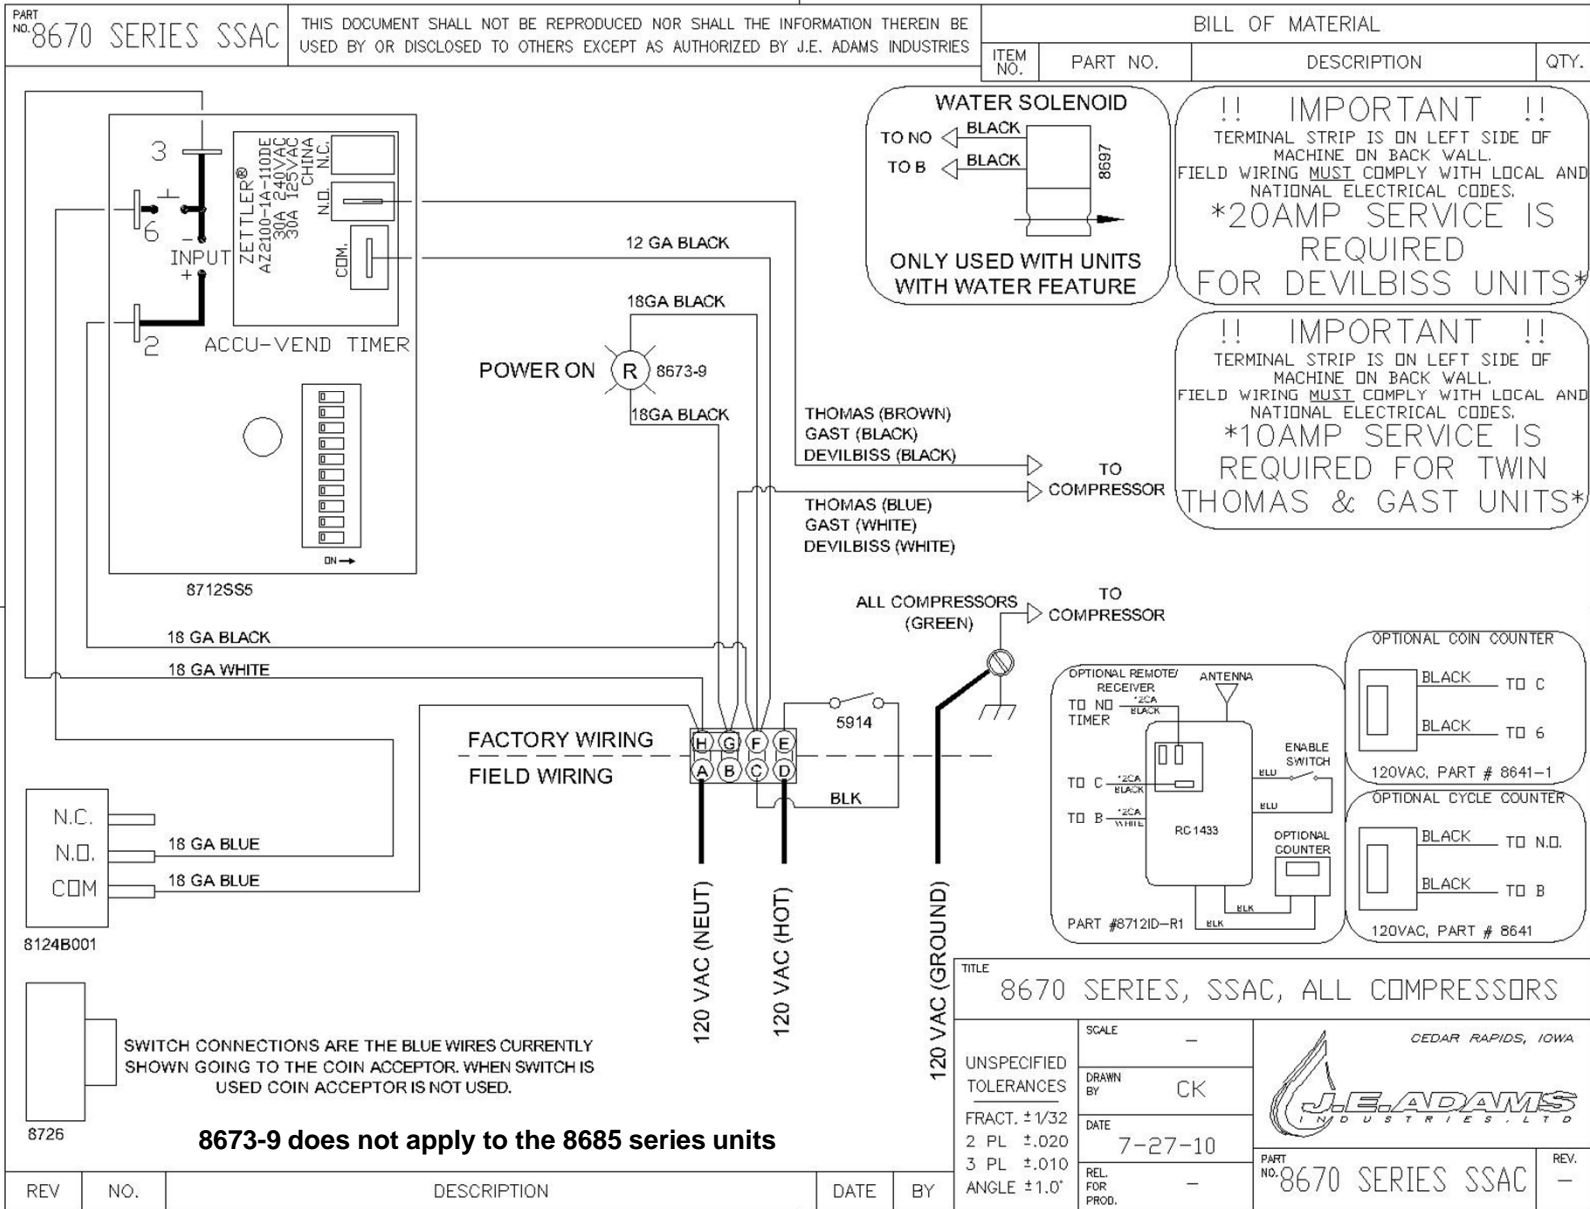 PART NO. 8670 SERIES SSAC
THIS DOCUMENT SHALL NOT BE REPRODUCED NOR SHALL THE INFORMATION THEREIN BE
USED BY OR DISCLOSED TO OTHERS EXCEPT AS AUTHORIZED BY J.E. ADAMS INDUSTRIES
BILL OF MATERIAL
ITEM NO.
PART NO.
DESCRIPTION
QTY.
3
6
2
INPUT
-
+
ZETTLER®
AZ2100-1A-110DE
30A 240VAC
30A 125VAC
CHINA
N.C.
N.O.
COM.
ACCU-VEND TIMER
ON
8712SS5
12 GA BLACK
18GA BLACK
POWER ON
R
8673-9
18GA BLACK
WATER SOLENOID
TO NO
BLACK
TO B
BLACK
8697
ONLY USED WITH UNITS
WITH WATER FEATURE
!! IMPORTANT !!
TERMINAL STRIP IS ON LEFT SIDE OF
MACHINE ON BACK WALL.
FIELD WIRING MUST COMPLY WITH LOCAL AND
NATIONAL ELECTRICAL CODES.
*20AMP SERVICE IS
REQUIRED
FOR DEVILBISS UNITS*
!! IMPORTANT !!
TERMINAL STRIP IS ON LEFT SIDE OF
MACHINE ON BACK WALL.
FIELD WIRING MUST COMPLY WITH LOCAL AND
NATIONAL ELECTRICAL CODES.
*10AMP SERVICE IS
REQUIRED FOR TWIN
THOMAS & GAST UNITS*
THOMAS (BROWN)
GAST (BLACK)
DEVILBISS (BLACK)
TO
COMPRESSOR
THOMAS (BLUE)
GAST (WHITE)
DEVILBISS (WHITE)
ALL COMPRESSORS
(GREEN)
TO
COMPRESSOR
18 GA BLACK
18 GA WHITE
5914
FACTORY WIRING
FIELD WIRING
H G F E
A B C D
BLK
120 VAC (NEUT)
120 VAC (HOT)
120 VAC (GROUND)
N.C.
N.O.
COM
18 GA BLUE
18 GA BLUE
8124B001
OPTIONAL REMOTE/
RECEIVER
ANTENNA
TO NO
TIMER
BLACK
TO C
BLACK
TO B
WHITE
RC1433
ENABLE
SWITCH
BLU
BLU
OPTIONAL
COUNTER
BLK
BLK
PART #8712ID-R1
OPTIONAL COIN COUNTER
BLACK
TO C
BLACK
TO 6
120VAC, PART # 8641-1
OPTIONAL CYCLE COUNTER
BLACK
TO N.O.
BLACK
TO B
120VAC, PART # 8641
8726
SWITCH CONNECTIONS ARE THE BLUE WIRES CURRENTLY
SHOWN GOING TO THE COIN ACCEPTOR. WHEN SWITCH IS
USED COIN ACCEPTOR IS NOT USED.
8673-9 does not apply to the 8685 series units
TITLE
8670 SERIES, SSAC, ALL COMPRESSORS
UNSPECIFIED
TOLERANCES
FRACT. ±1/32
2 PL ±.020
3 PL ±.010
ANGLE ±1.0°
SCALE
-
DRAWN BY
CK
DATE
7-27-10
REL. FOR PROD.
-
CEDAR RAPIDS, IOWA
J.E. ADAMS
INDUSTRIES, LTD
PART NO. 8670 SERIES SSAC
REV.
-
REV
NO.
DESCRIPTION
DATE
BY